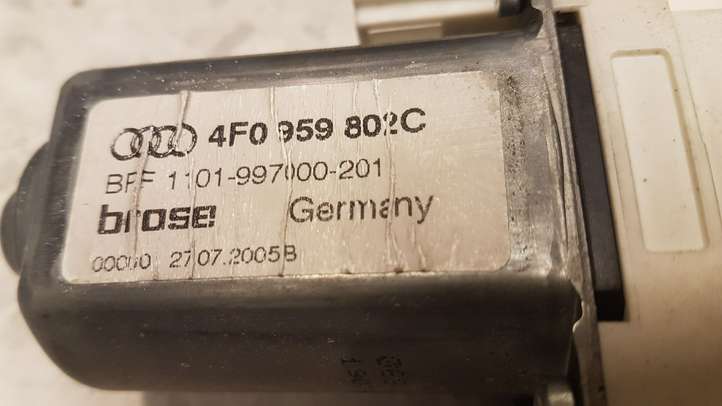 4F0 959 802C
BFF 1101-997000-201
brose Germany
00000 27.07.2005B